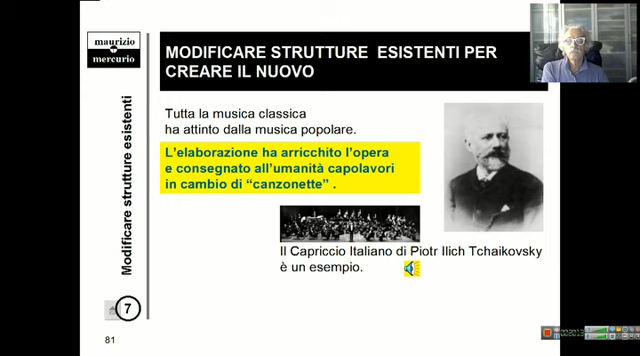 maurizio
mercurio
MODIFICARE STRUTTURE ESISTENTI PER
CREARE IL NUOVO
Modificare strutture esistenti
Tutta la musica classica
ha attinto dalla musica popolare.
L'elaborazione ha arricchito l'opera
e consegnato all'umanità capolavori
in cambio di "canzonette" .
Il Capriccio Italiano di Piotr Ilich Tchaikovsky
è un esempio.
7
81